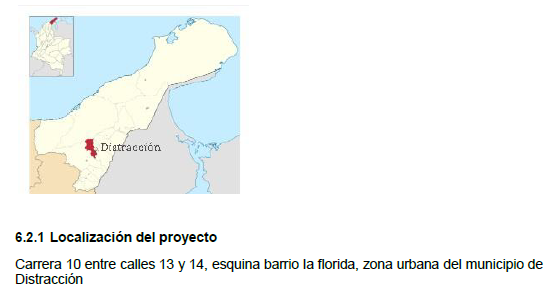 Distracción
6.2.1 Localización del proyecto
Carrera 10 entre calles 13 y 14, esquina barrio la florida, zona urbana del municipio de
Distracción